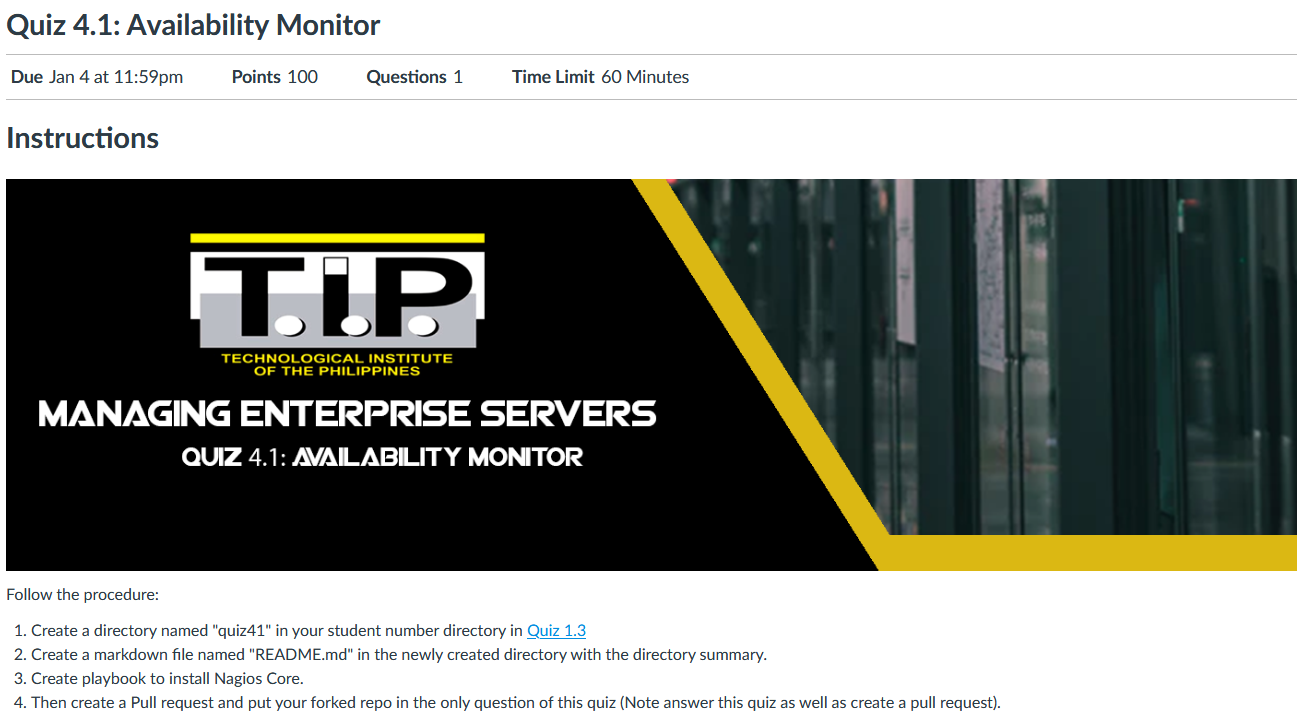 Quiz 4.1: Availability Monitor
Due Jan 4 at 11:59pm Points 100 Questions 1 Time Limit 60 Minutes
Instructions
T.I.P.
TECHNOLOGICAL INSTITUTE
OF THE PHILIPPINES
MANAGING ENTERPRISE SERVERS
QUIZ 4.1: AVAILABILITY MONITOR
Follow the procedure:
1. Create a directory named "quiz41" in your student number directory in Quiz 1.3
2. Create a markdown file named "README.md" in the newly created directory with the directory summary.
3. Create playbook to install Nagios Core.
4. Then create a Pull request and put your forked repo in the only question of this quiz (Note answer this quiz as well as create a pull request).